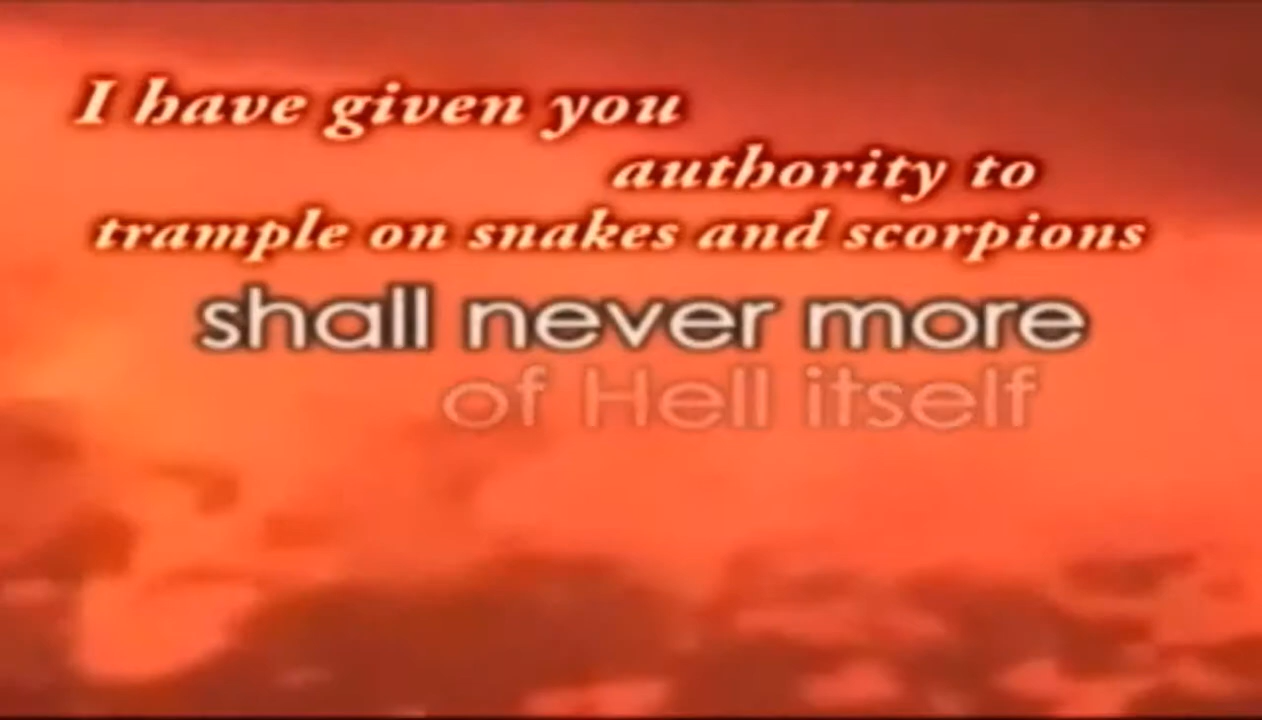 I have given you
authority to
trample on snakes and scorpions
shall never more
of Hell itself